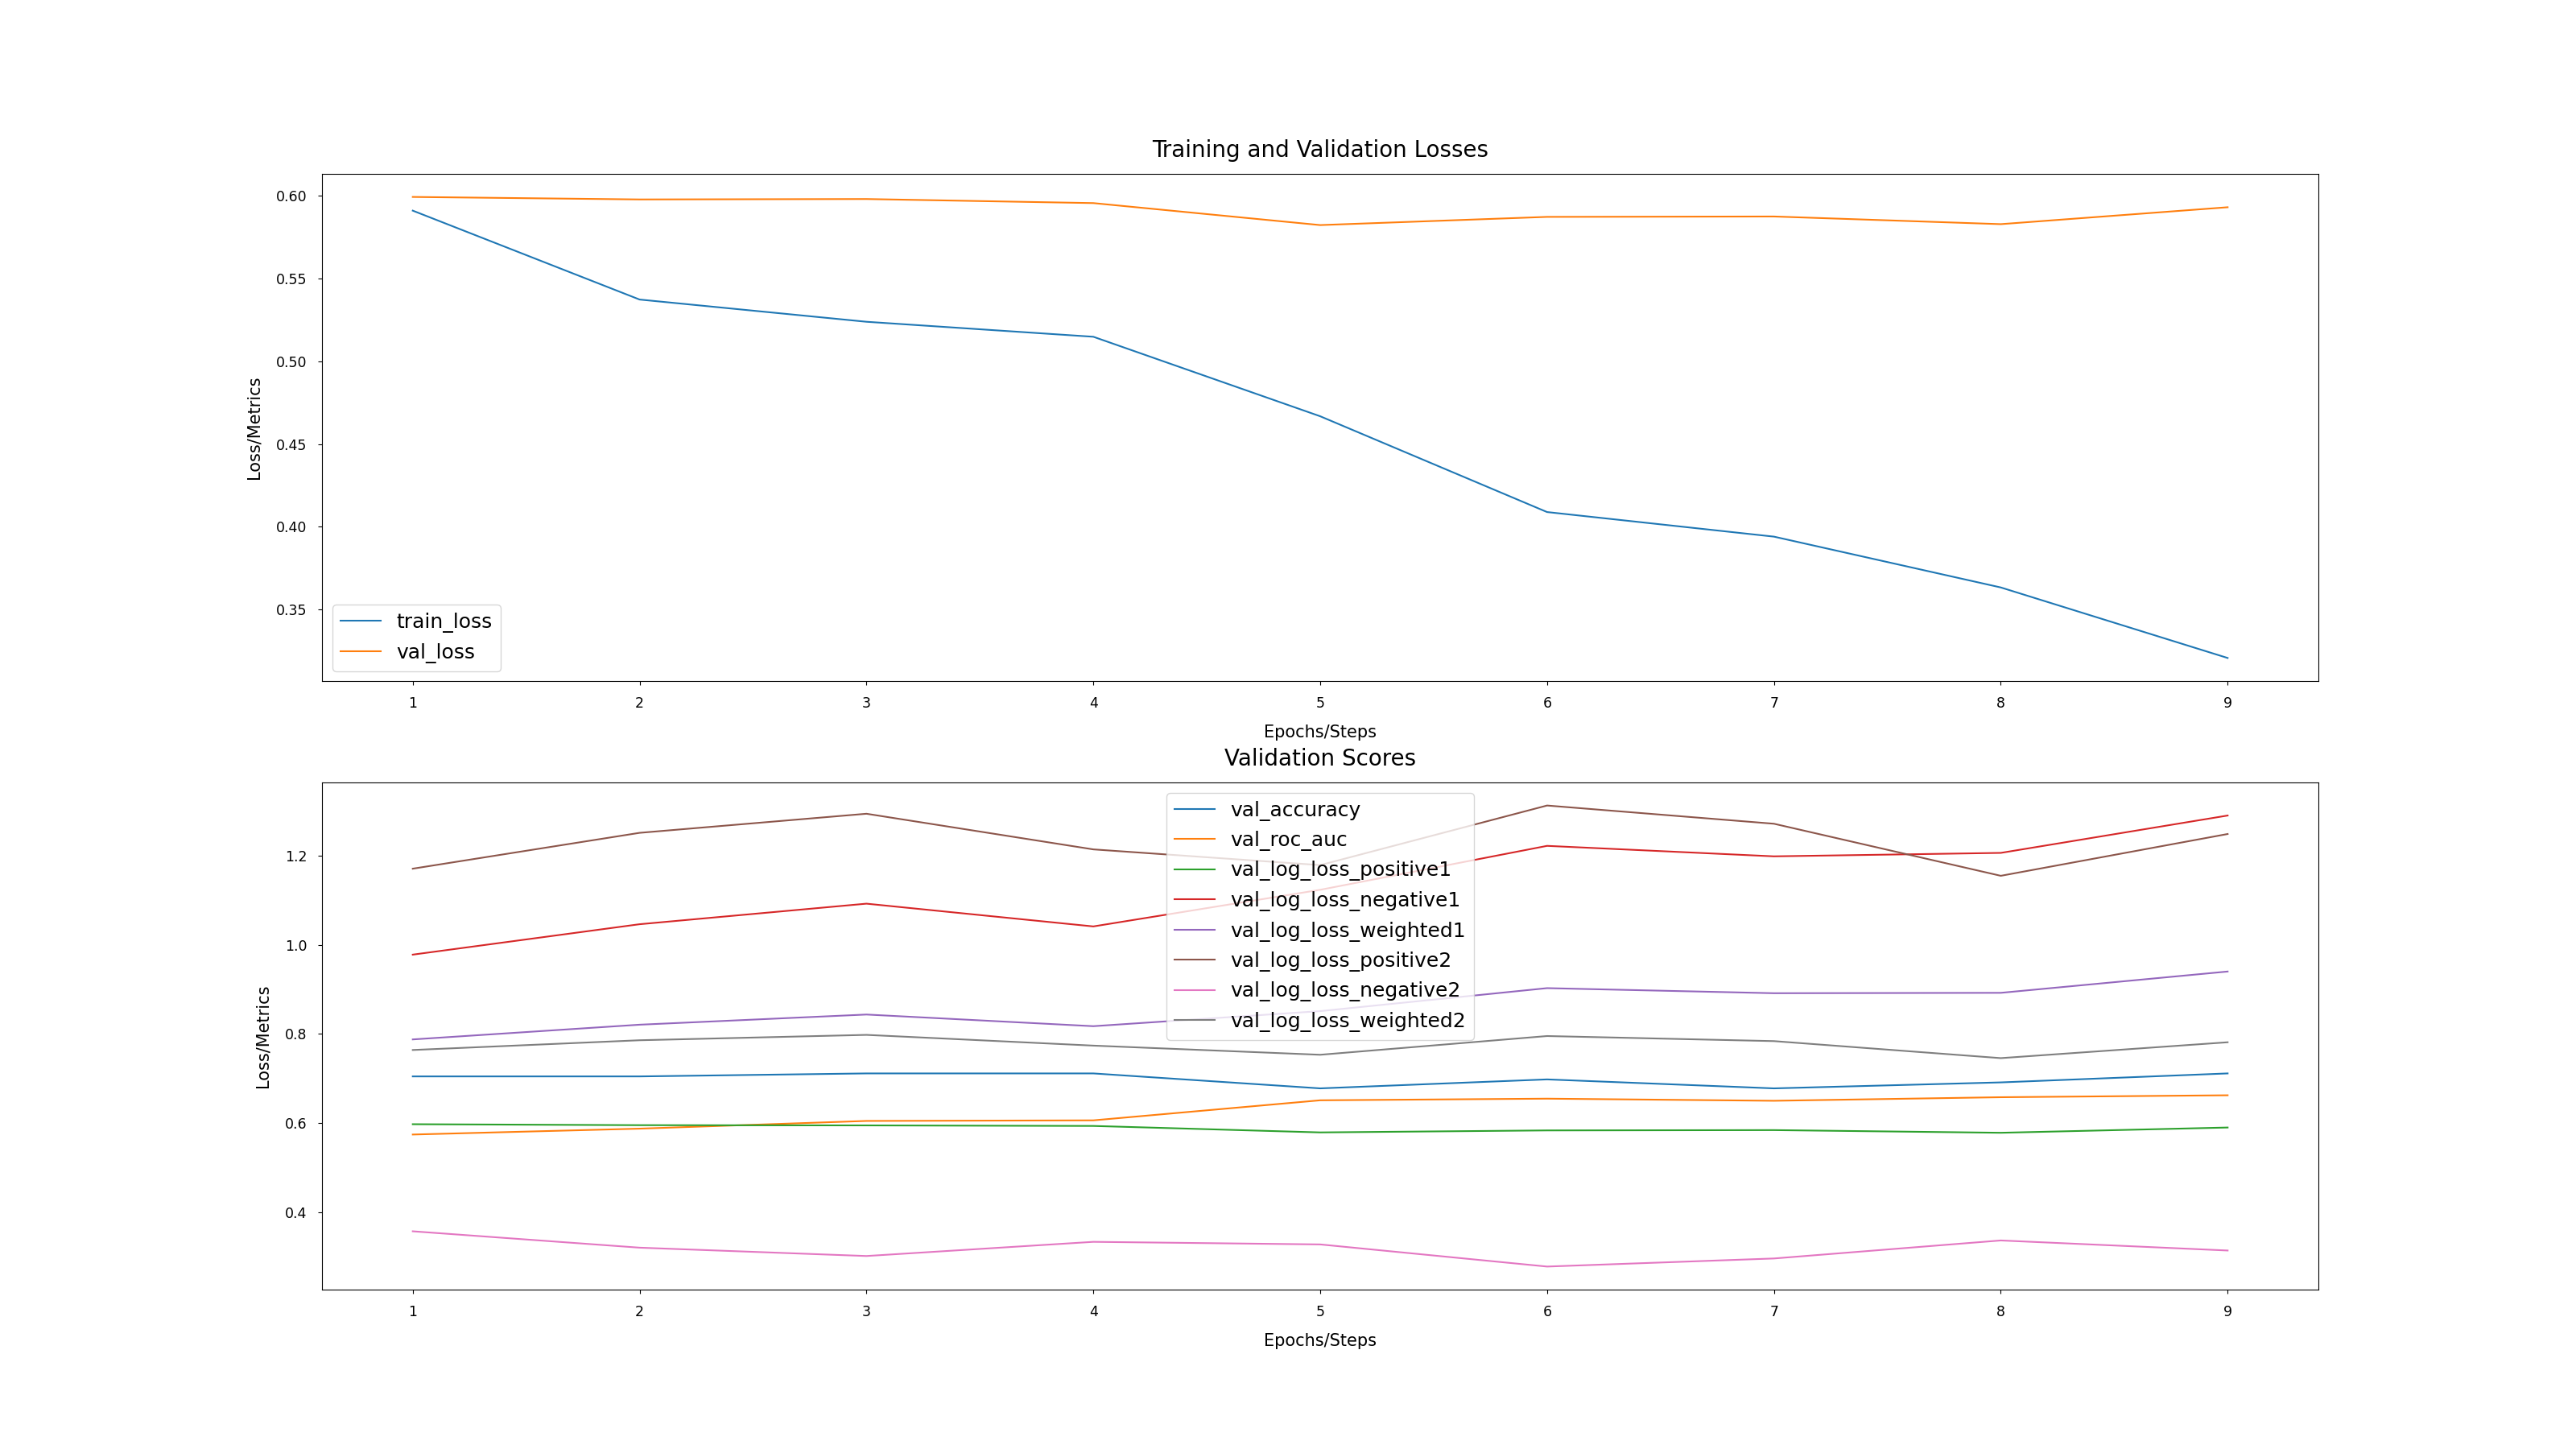 Training and Validation Losses
0.60
0.55
0.50
0.45
0.40
0.35
Loss/Metrics
train_loss
val_loss
1 2 3 4 5 6 7 8 9
Epochs/Steps
Validation Scores
1.2
1.0
0.8
0.6
0.4
Loss/Metrics
val_accuracy
val_roc_auc
val_log_loss_positive1
val_log_loss_negative1
val_log_loss_weighted1
val_log_loss_positive2
val_log_loss_negative2
val_log_loss_weighted2
1 2 3 4 5 6 7 8 9
Epochs/Steps